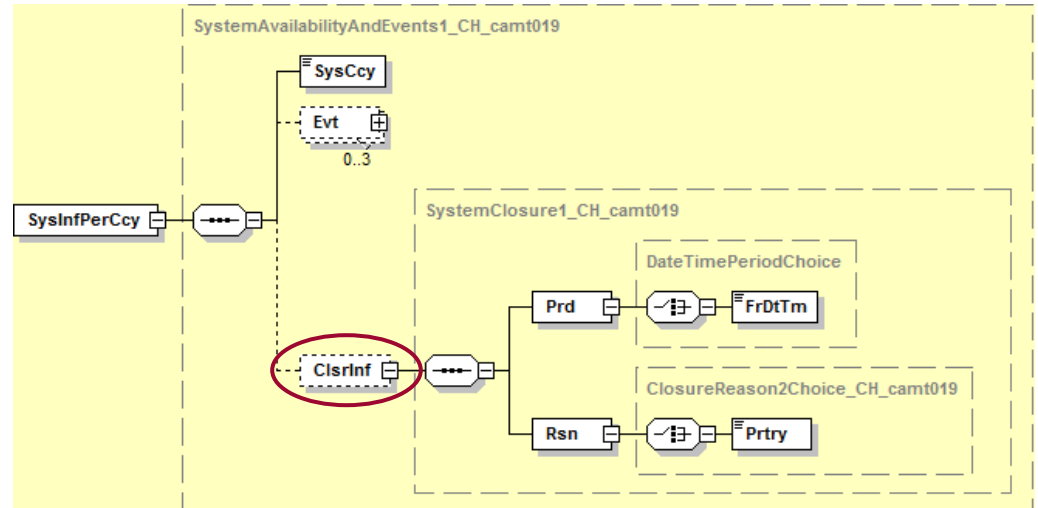 SystemAvailabilityAndEvents1_CH_camt019
SysCcy
Evt
0..3
SysInfPerCcy
SystemClosure1_CH_camt019
DateTimePeriodChoice
Prd
FrDtTm
ClsrInf
ClosureReason2Choice_CH_camt019
Rsn
Prtry